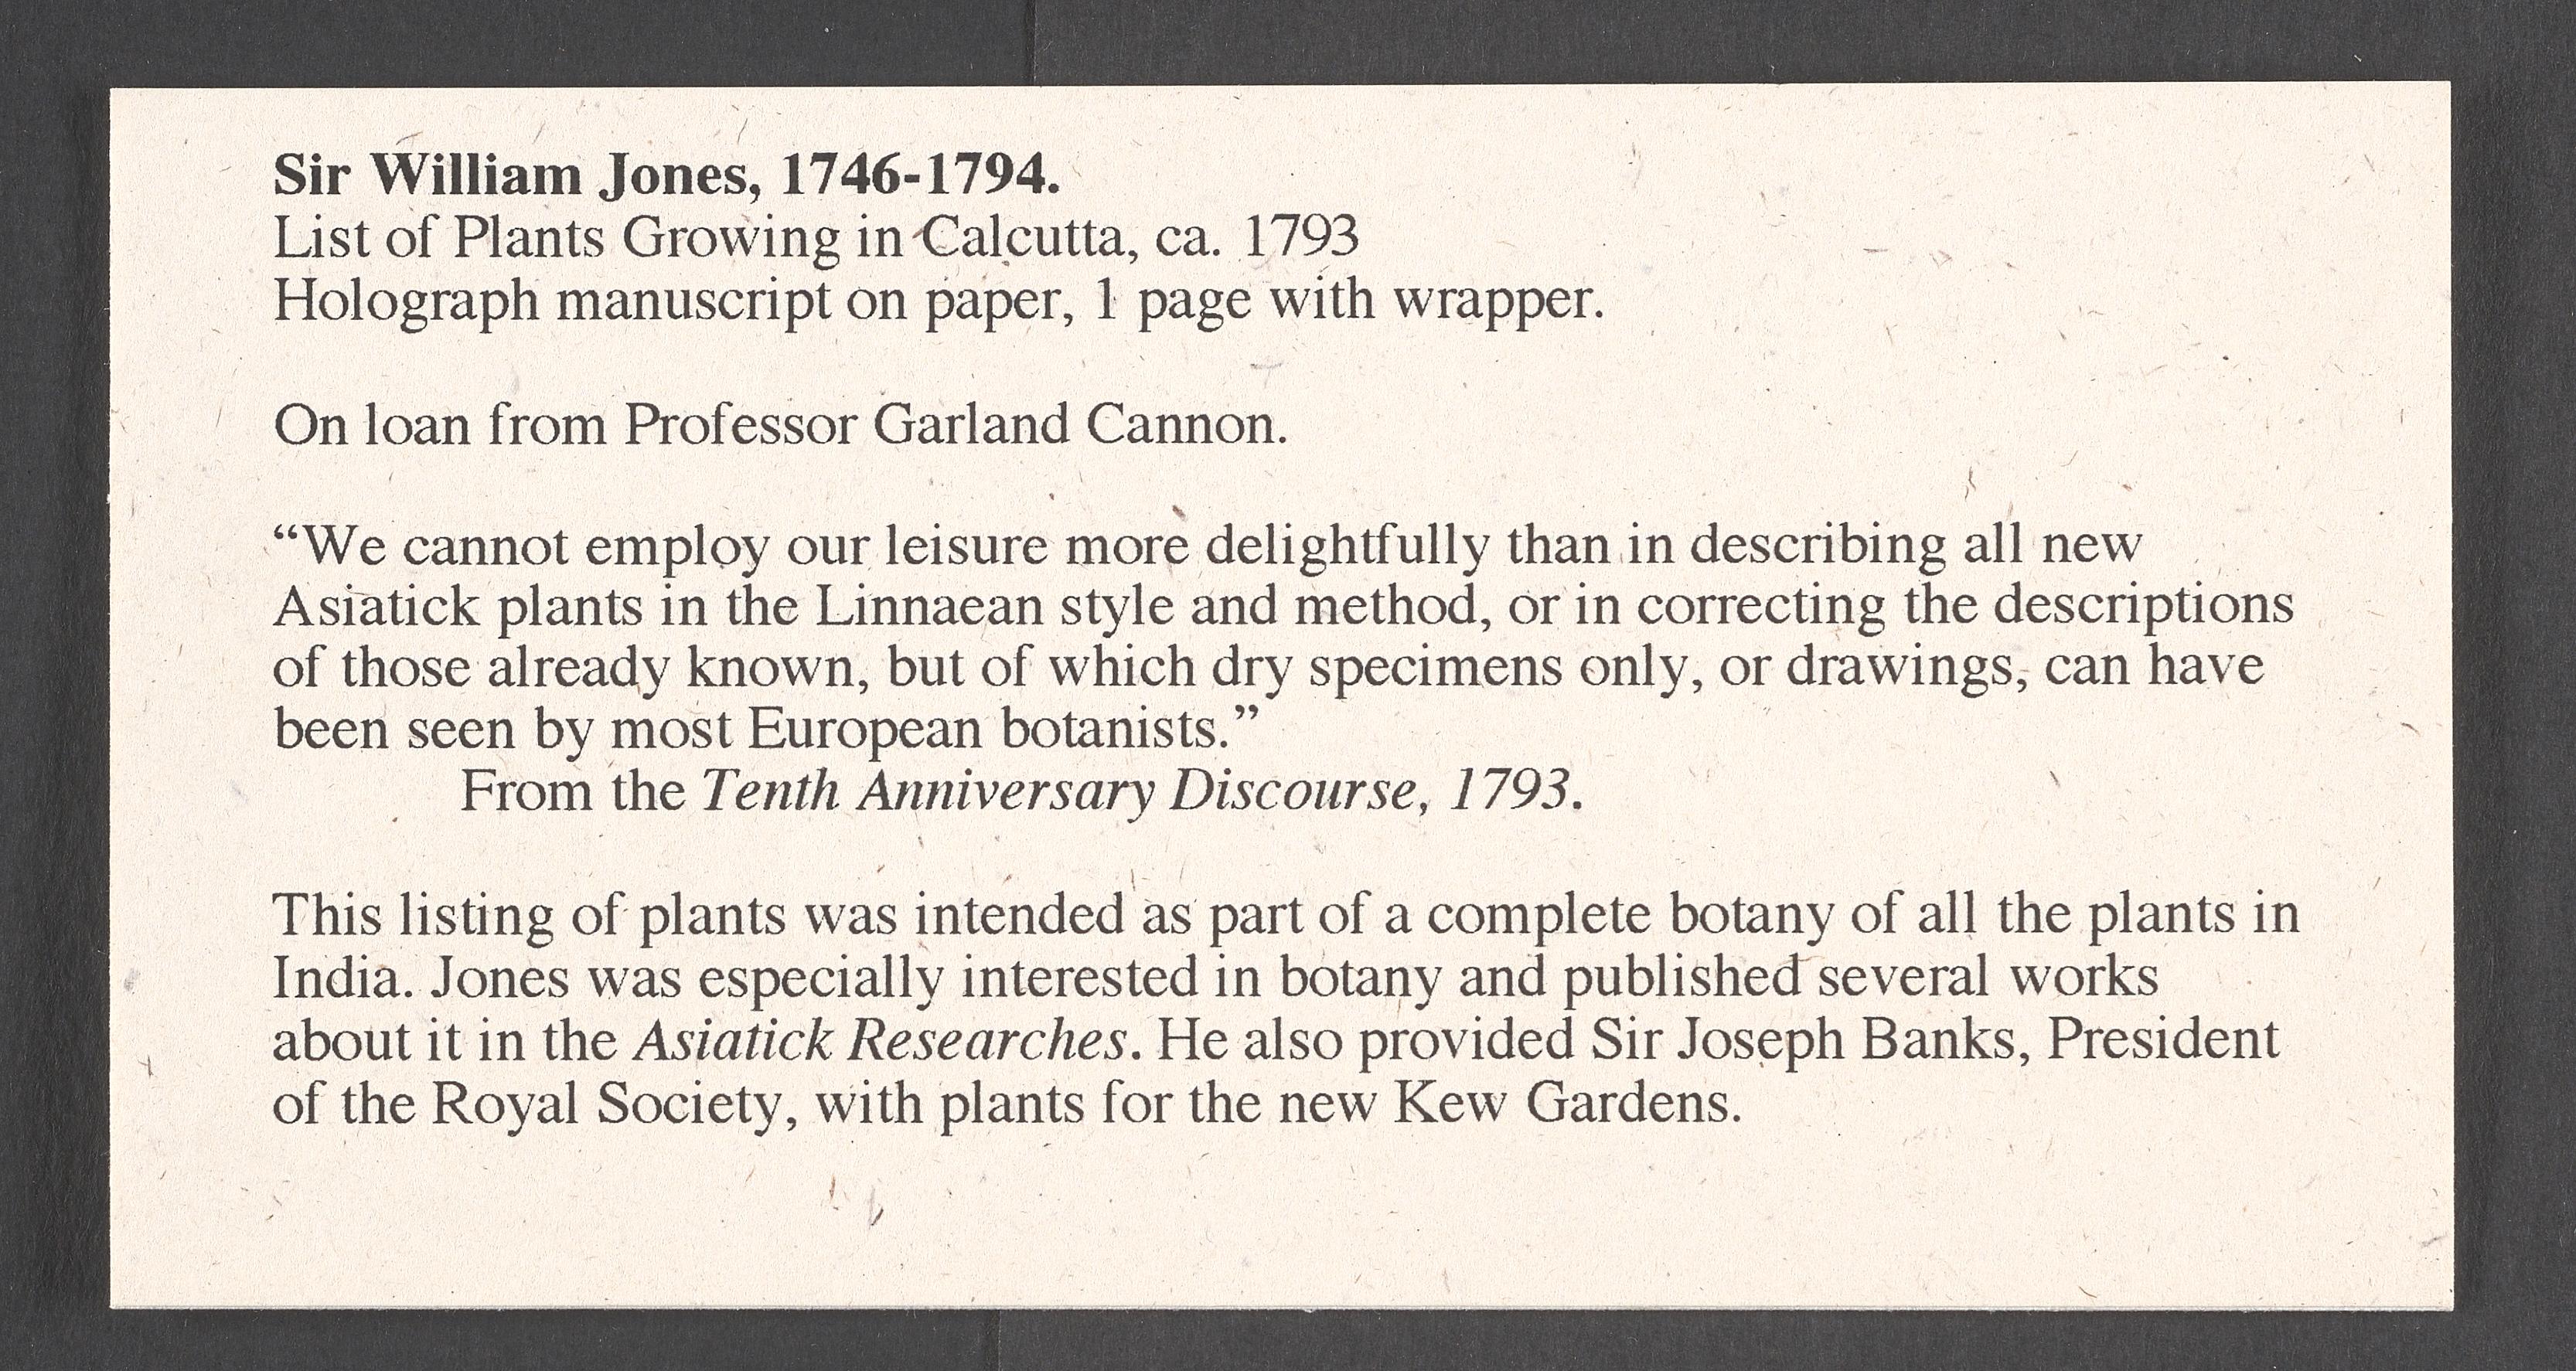 Sir William Jones, 1746-1794.
List of Plants Growing in Calcutta, ca. 1793
Holograph manuscript on paper, 1 page with wrapper.
On loan from Professor Garland Cannon.
“We cannot employ our leisure more delightfully than in describing all new
Asiatick plants in the Linnaean style and method, or in correcting the descriptions
of those already known, but of which dry specimens only, or drawings, can have
been seen by most European botanists.”
From the Tenth Anniversary Discourse, 1793.
This listing of plants was intended as part of a complete botany of all the plants in
India. Jones was especially interested in botany and published several works
about it in the Asiatick Researches. He also provided Sir Joseph Banks, President
of the Royal Society, with plants for the new Kew Gardens.